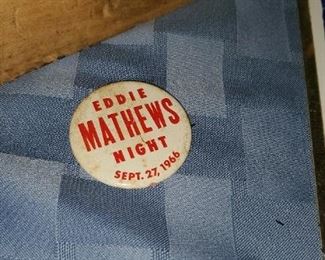 EDDIE
MATHEWS
NIGHT
SEPT. 27, 1966